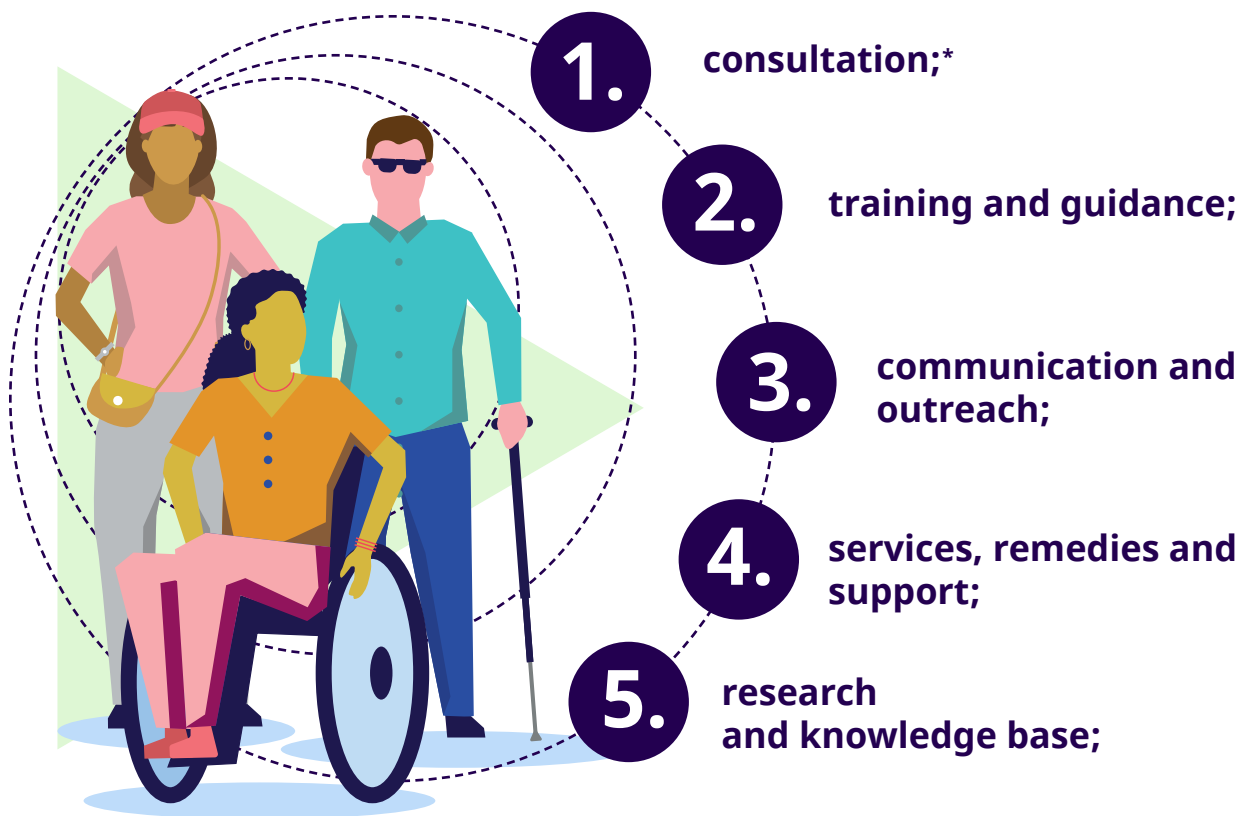 1. consultation;*
2. training and guidance;
3. communication and
outreach;
4. services, remedies and
support;
5. research
and knowledge base;